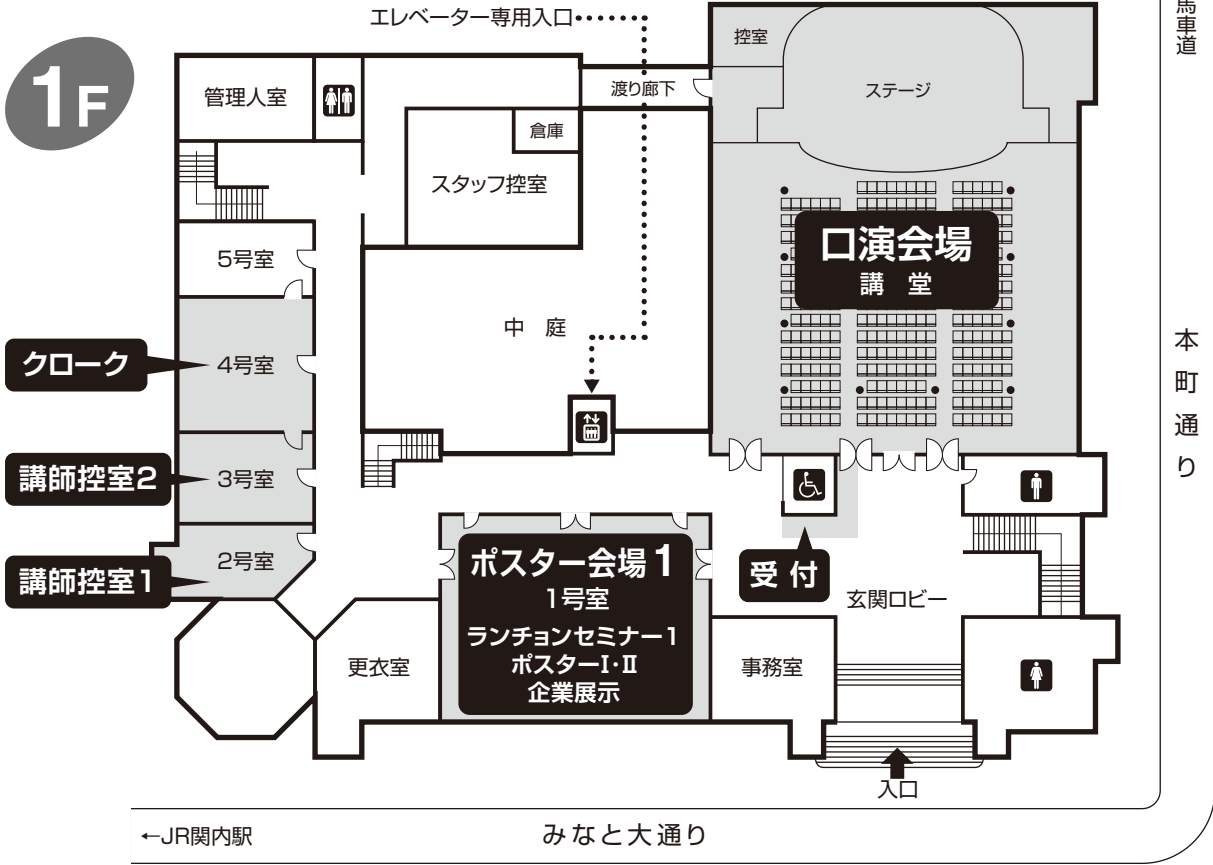 エレベーター専用入口
馬車道
控室
1F
管理人室
渡り廊下
ステージ
倉庫
スタッフ控室
口演会場
講 堂
5号室
中 庭
本町通り
クローク
4号室
講師控室2
3号室
2号室
講師控室1
ポスター会場1
1号室
ランチョンセミナー1
ポスターI・II
企業展示
受 付
玄関ロビー
更衣室
事務室
入口
←JR関内駅
みなと大通り